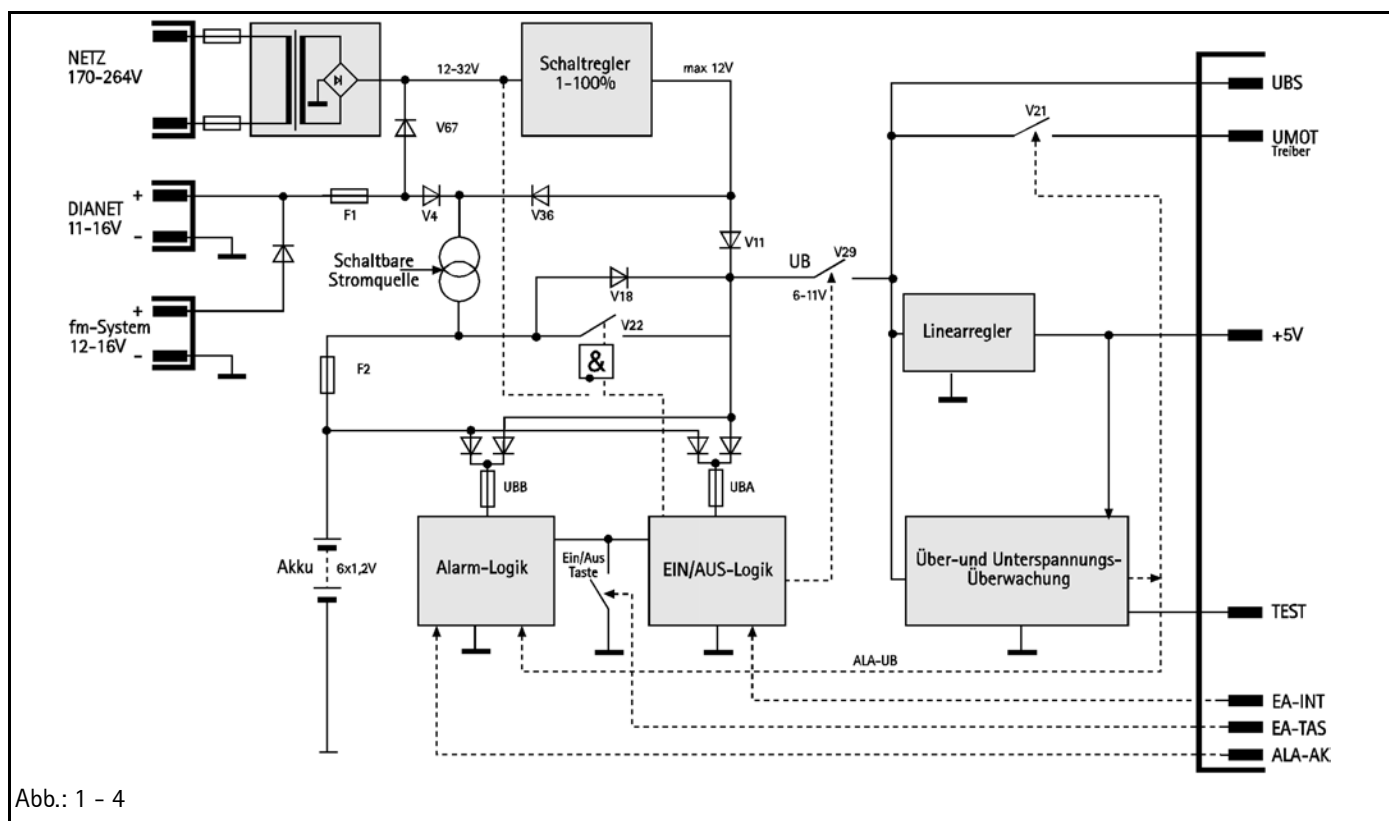 NETZ
170-264V
12-32V
Schaltregler
1-100%
max 12V
V67
UBS
V21
UMOT
Treiber
DIANET
11-16V
+
-
F1
V4
V36
V11
Schaltbare
Stromquelle
V18
UB
V29
6-11V
fm-System
12-16V
+
-
V22
&
F2
Linearregler
+5V
UBB
UBA
Akku
6x1,2V
Alarm-Logik
Ein/Aus
Taste
EIN/AUS-Logik
Über-und Unterspannungs-
Überwachung
TEST
ALA-UB
EA-INT
EA-TAS
ALA-AK
Abb.: 1 - 4